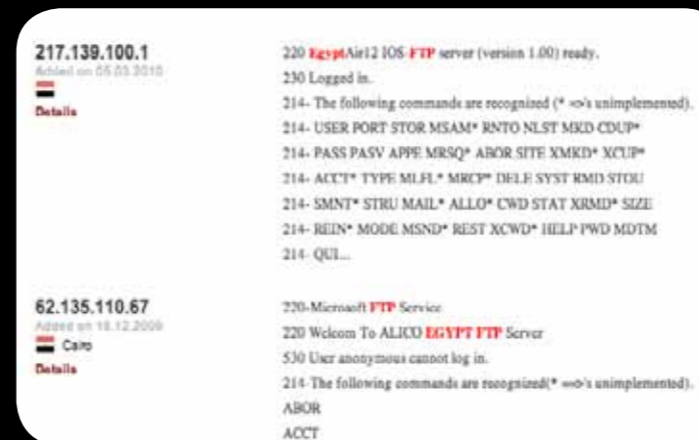 217.139.100.1
Added on 05.03.2010
Details
220 EgyptAir12 IOS-FTP server (version 1.00) ready.
230 Logged in.
214- The following commands are recognized (* =>'s unimplemented).
214- USER PORT STOR MSAM* RNTO NLST MKD CDUP*
214- PASS PASV APPE MRSQ* ABOR SITE XMKD* XCUP*
214- ACCT* TYPE MLFL* MRCP* DELE SYST RMD STOU
214- SMNT* STRU MAIL* ALLO* CWD STAT XRMD* SIZE
214- REIN* MODE MSND* REST XCWD* HELP PWD MDTM
214- QUI...
62.135.110.67
Added on 18.12.2009
Cairo
Details
220-Microsoft FTP Service
220 Welcom To ALICO EGYPT FTP Server
530 User anonymous cannot log in.
214-The following commands are recognized(* ==>'s unimplemented).
ABOR
ACCT